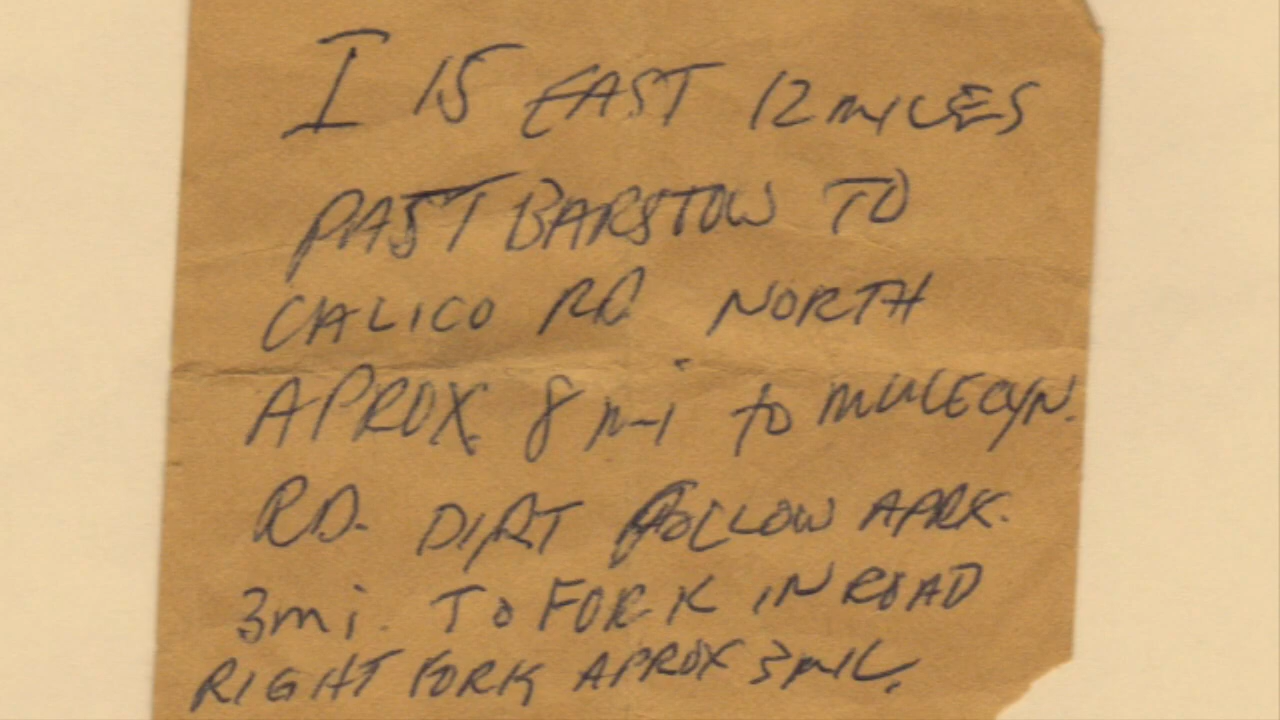 I 15 EAST 12 MILES
PAST BARSTOW TO
CALICO RD NORTH
APROX. 8 mi to MULE CYN.
RD. DIRT FOLLOW APRX.
3mi. To FORK IN ROAD
RIGHT FORK APROX 3 MIL.